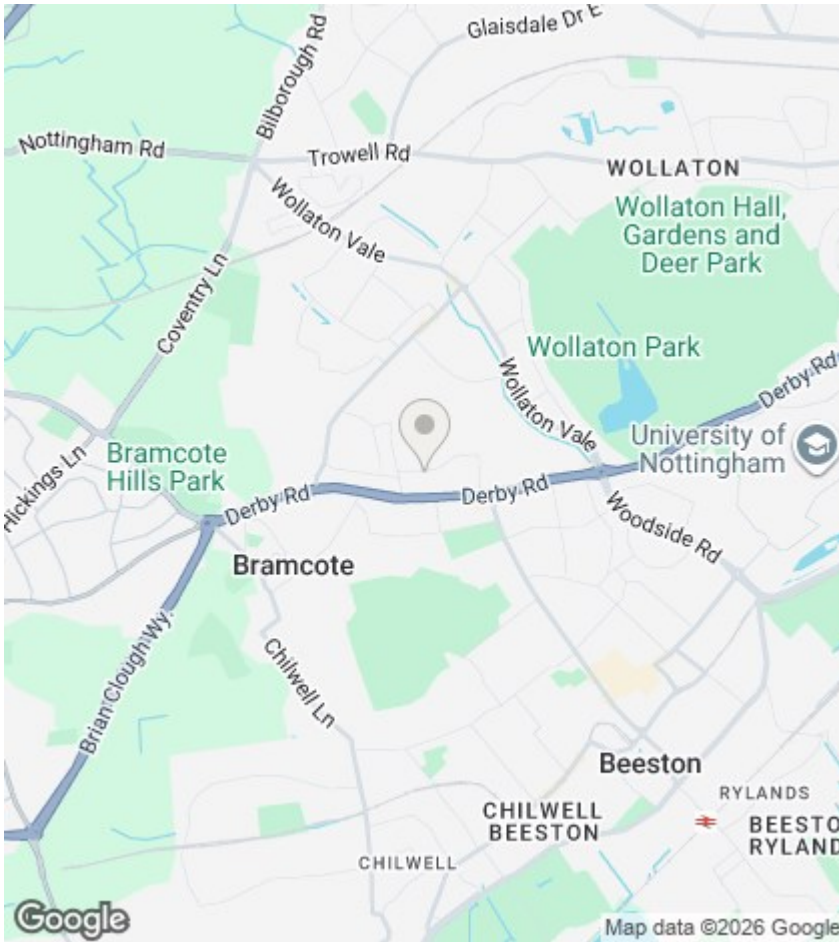 Glaisdale Dr E
Bilborough Rd
Nottingham Rd
Trowell Rd
WOLLATON
Wollaton Vale
Wollaton Hall,
Gardens and
Deer Park
Coventry Ln
Wollaton Park
Wollaton Vale
Derby Rd
University of
Nottingham
Hickings Ln
Bramcote
Hills Park
Derby Rd
Derby Rd
Woodside Rd
Bramcote
Brian Clough Wy
Chilwell Ln
Beeston
RYLANDS
CHILWELL
BEESTON
BEESTO
RYLAND
CHILWELL
Google
Map data ©2026 Google